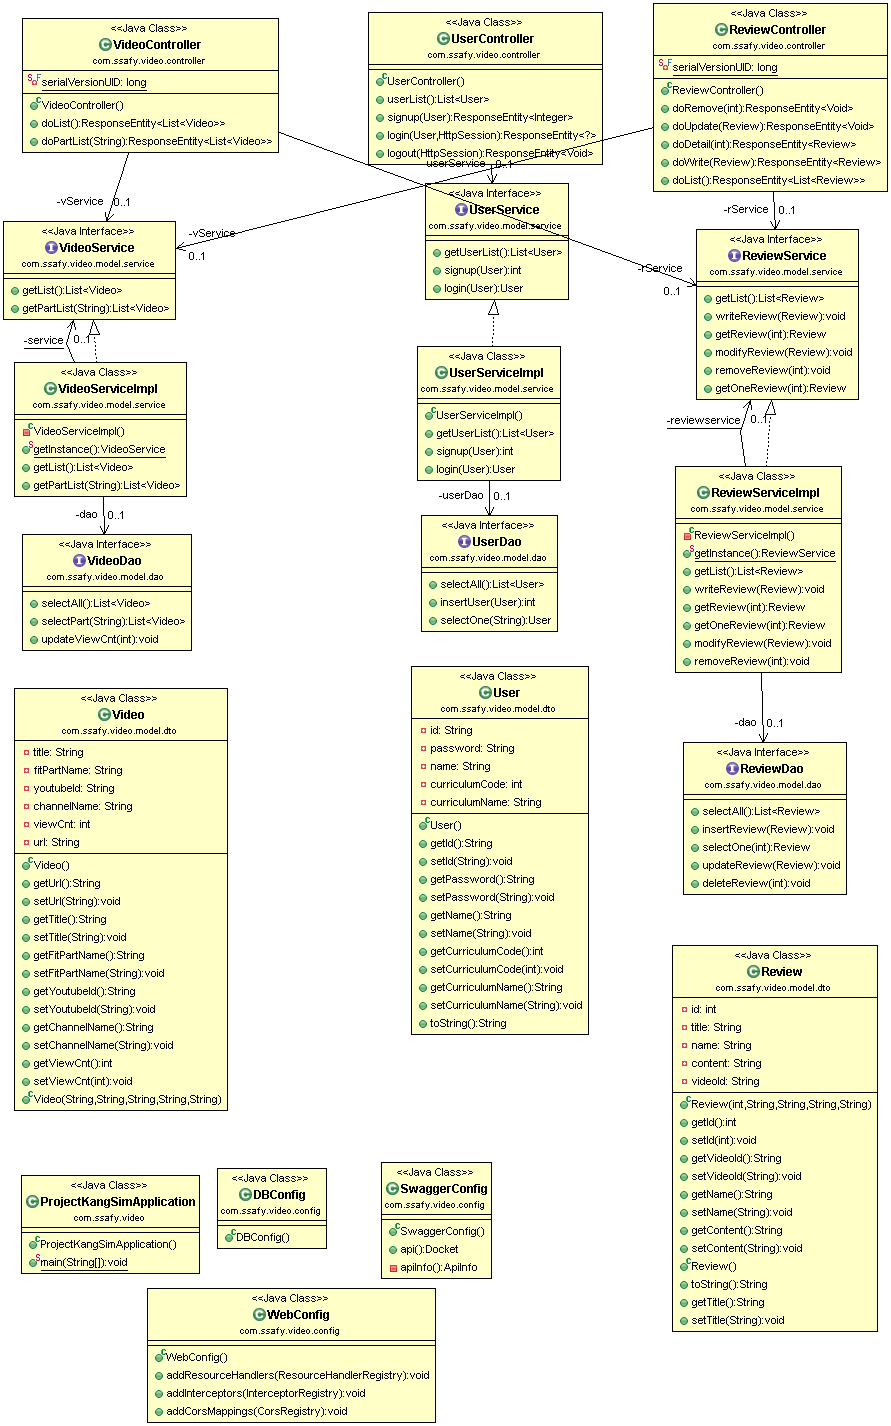 <<Java Class>>
VideoController
com.ssafy.video.controller
serialVersionUID: long
VideoController()
doList():ResponseEntity<List<Video>>
doPartList(String):ResponseEntity<List<Video>>
<<Java Class>>
UserController
com.ssafy.video.controller
UserController()
userList():List<User>
signup(User):ResponseEntity<Integer>
login(User,HttpSession):ResponseEntity<?>
logout(HttpSession):ResponseEntity<Void>
<<Java Class>>
ReviewController
com.ssafy.video.controller
serialVersionUID: long
ReviewController()
doRemove(int):ResponseEntity<Void>
doUpdate(Review):ResponseEntity<Void>
doDetail(int):ResponseEntity<Review>
doWrite(Review):ResponseEntity<Review>
doList():ResponseEntity<List<Review>>
-vService
0..1
userService
0..1
-rService
0..1
-vService
0..1
-rService
0..1
<<Java Interface>>
VideoService
com.ssafy.video.model.service
getList():List<Video>
getPartList(String):List<Video>
<<Java Interface>>
UserService
com.ssafy.video.model.service
getUserList():List<User>
signup(User):int
login(User):User
<<Java Interface>>
ReviewService
com.ssafy.video.model.service
getList():List<Review>
writeReview(Review):void
getReview(int):Review
modifyReview(Review):void
removeReview(int):void
getOneReview(int):Review
-service
0..1
-reviewservice
0..1
<<Java Class>>
VideoServiceImpl
com.ssafy.video.model.service
VideoServiceImpl()
getInstance():VideoService
getList():List<Video>
getPartList(String):List<Video>
<<Java Class>>
UserServiceImpl
com.ssafy.video.model.service
UserServiceImpl()
getUserList():List<User>
signup(User):int
login(User):User
<<Java Class>>
ReviewServiceImpl
com.ssafy.video.model.service
ReviewServiceImpl()
getInstance():ReviewService
getList():List<Review>
writeReview(Review):void
getReview(int):Review
getOneReview(int):Review
modifyReview(Review):void
removeReview(int):void
-dao
0..1
-userDao
0..1
-dao
0..1
<<Java Interface>>
VideoDao
com.ssafy.video.model.dao
selectAll():List<Video>
selectPart(String):List<Video>
updateViewCnt(int):void
<<Java Interface>>
UserDao
com.ssafy.video.model.dao
selectAll():List<User>
insertUser(User):int
selectOne(String):User
<<Java Interface>>
ReviewDao
com.ssafy.video.model.dao
selectAll():List<Review>
insertReview(Review):void
selectOne(int):Review
updateReview(Review):void
deleteReview(int):void
<<Java Class>>
Video
com.ssafy.video.model.dto
title: String
fitPartName: String
youtubeId: String
channelName: String
viewCnt: int
url: String
Video()
getUrl():String
setUrl(String):void
getTitle():String
setTitle(String):void
getFitPartName():String
setFitPartName(String):void
getYoutubeId():String
setYoutubeId(String):void
getChannelName():String
setChannelName(String):void
getViewCnt():int
setViewCnt(int):void
Video(String,String,String,String,String)
<<Java Class>>
User
com.ssafy.video.model.dto
id: String
password: String
name: String
curriculumCode: int
curriculumName: String
User()
getId():String
setId(String):void
getPassword():String
setPassword(String):void
getName():String
setName(String):void
getCurriculumCode():int
setCurriculumCode(int):void
getCurriculumName():String
setCurriculumName(String):void
toString():String
<<Java Class>>
Review
com.ssafy.video.model.dto
id: int
title: String
name: String
content: String
videoId: String
Review(int,String,String,String,String)
getId():int
setId(int):void
getVideoId():String
setVideoId(String):void
getName():String
setName(String):void
getContent():String
setContent(String):void
Review()
toString():String
getTitle():String
setTitle(String):void
<<Java Class>>
ProjectKangSimApplication
com.ssafy.video
ProjectKangSimApplication()
main(String[]):void
<<Java Class>>
DBConfig
com.ssafy.video.config
DBConfig()
<<Java Class>>
SwaggerConfig
com.ssafy.video.config
SwaggerConfig()
api():Docket
apiInfo():ApiInfo
<<Java Class>>
WebConfig
com.ssafy.video.config
WebConfig()
addResourceHandlers(ResourceHandlerRegistry):void
addInterceptors(InterceptorRegistry):void
addCorsMappings(CorsRegistry):void